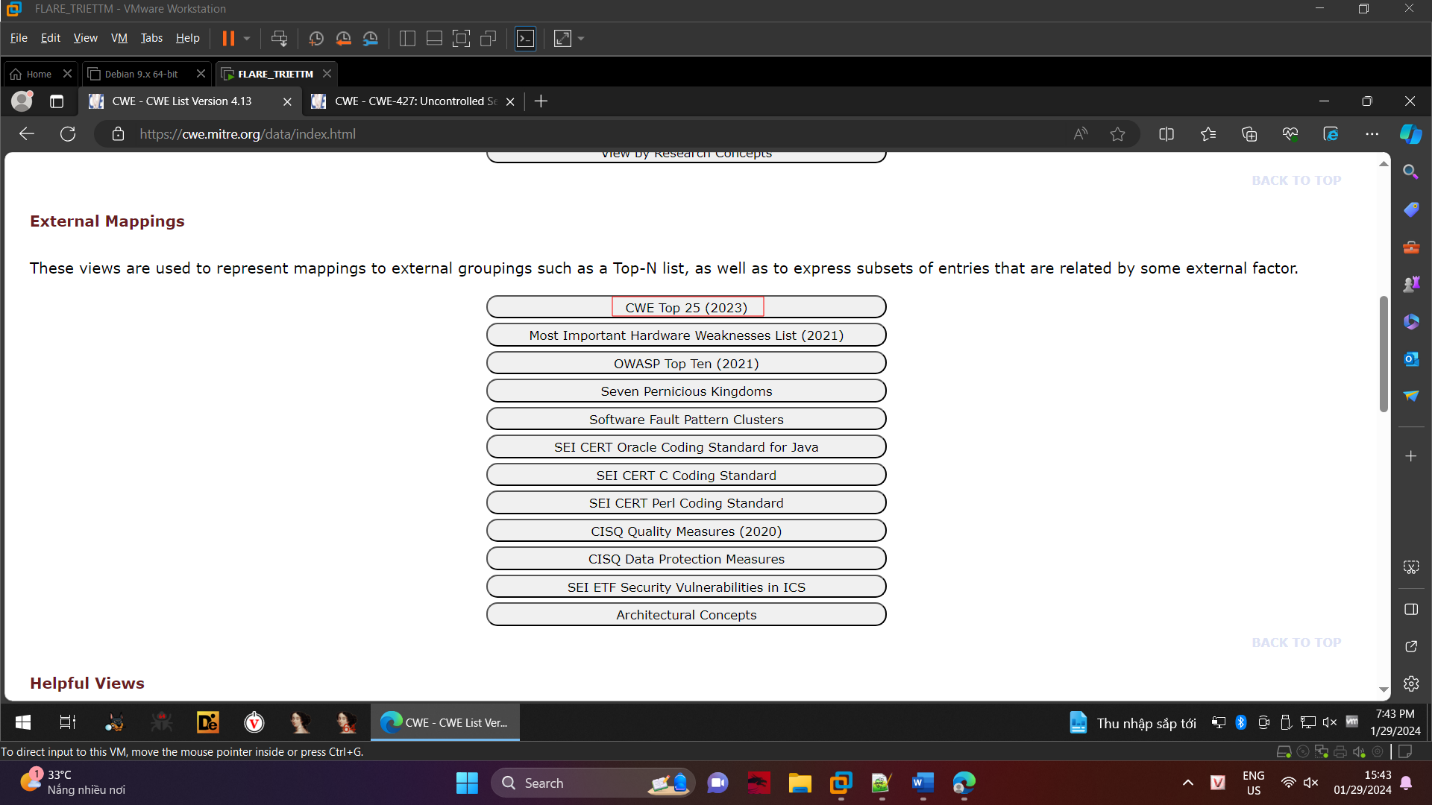 FLARE_TRIETTM - VMware Workstation
File Edit View VM Tabs Help
Home Debian 9.x 64-bit FLARE_TRIETTM
CWE - CWE List Version 4.13 CWE - CWE-427: Uncontrolled Se
https://cwe.mitre.org/data/index.html
View by Research Concepts
BACK TO TOP
External Mappings
These views are used to represent mappings to external groupings such as a Top-N list, as well as to express subsets of entries that are related by some external factor.
CWE Top 25 (2023)
Most Important Hardware Weaknesses List (2021)
OWASP Top Ten (2021)
Seven Pernicious Kingdoms
Software Fault Pattern Clusters
SEI CERT Oracle Coding Standard for Java
SEI CERT C Coding Standard
SEI CERT Perl Coding Standard
CISQ Quality Measures (2020)
CISQ Data Protection Measures
SEI ETF Security Vulnerabilities in ICS
Architectural Concepts
BACK TO TOP
Helpful Views
CWE - CWE List Ver...
Thu nhập sắp tới
7:43 PM
1/29/2024
To direct input to this VM, move the mouse pointer inside or press Ctrl+G.
1
33°C
Nắng nhiều nơi
Search
V
ENG
US
15:43
01/29/2024